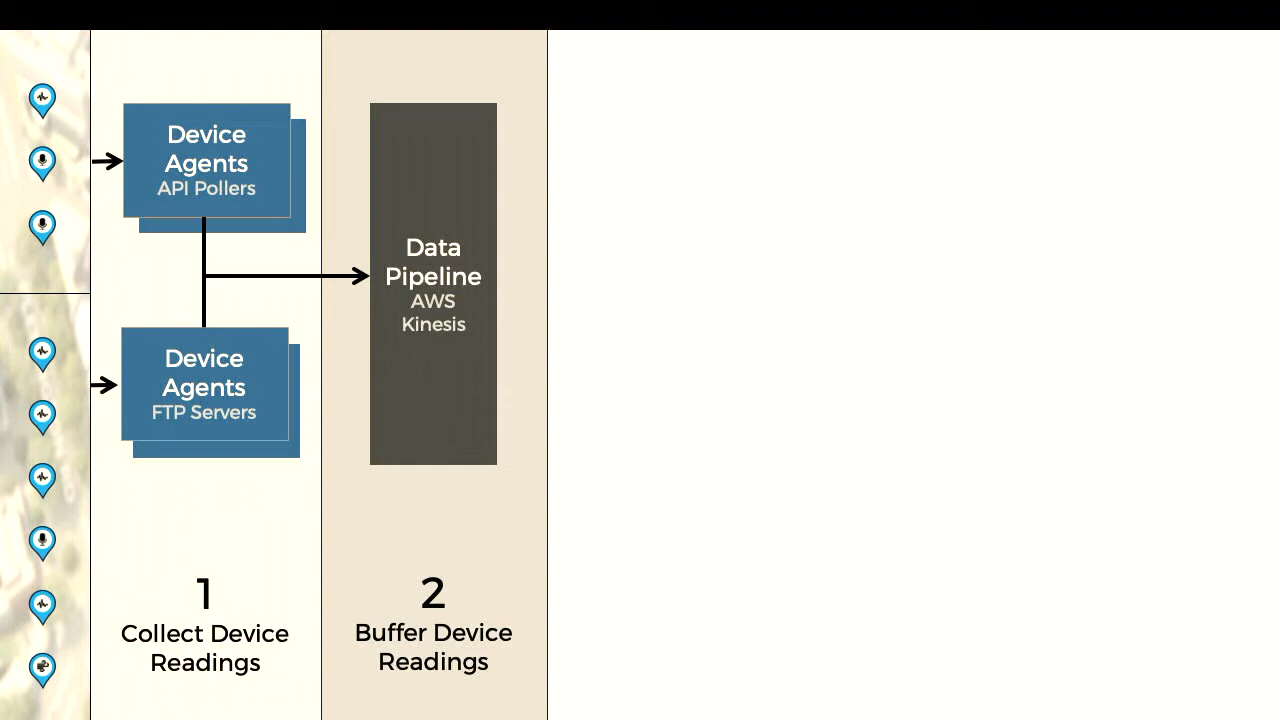 Device
Agents
API Pollers
Device
Agents
FTP Servers
1
Collect Device
Readings
Data
Pipeline
AWS
Kinesis
2
Buffer Device
Readings